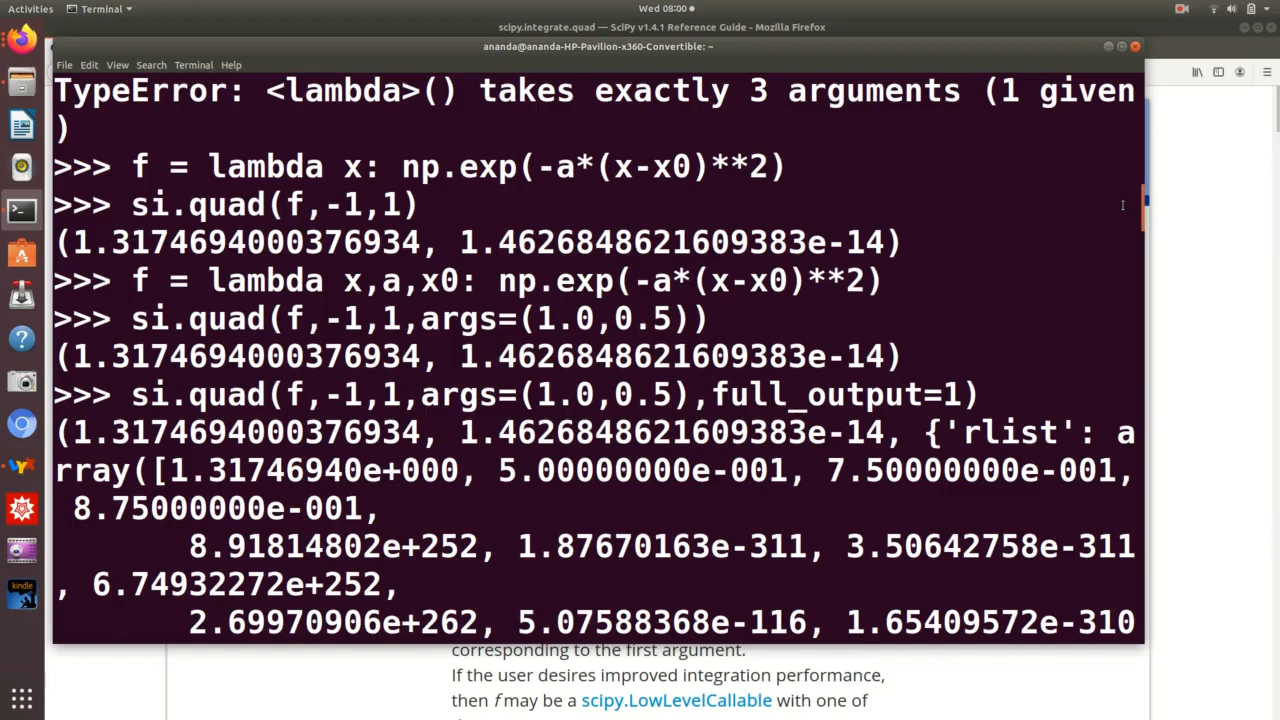 Activities
Terminal
Wed 08:00
scipy.integrate.quad — SciPy v1.4.1 Reference Guide - Mozilla Firefox
ananda@ananda-HP-Pavilion-x360-Convertible: ~
File Edit View Search Terminal Help
TypeError: <lambda>() takes exactly 3 arguments (1 given
)
>>> f = lambda x: np.exp(-a*(x-x0)**2)
>>> si.quad(f,-1,1)
(1.3174694000376934, 1.4626848621609383e-14)
>>> f = lambda x,a,x0: np.exp(-a*(x-x0)**2)
>>> si.quad(f,-1,1,args=(1.0,0.5))
(1.3174694000376934, 1.4626848621609383e-14)
>>> si.quad(f,-1,1,args=(1.0,0.5),full_output=1)
(1.3174694000376934, 1.4626848621609383e-14, {'rlist': a
rray([1.31746940e+000, 5.00000000e-001, 7.50000000e-001,
8.75000000e-001,
8.91814802e+252, 1.87670163e-311, 3.50642758e-311
, 6.74932272e+252,
2.69970906e+262, 5.07588368e-116, 1.65409572e-310
corresponding to the first argument.
If the user desires improved integration performance,
then f may be a scipy.LowLevelCallable with one of
kindle